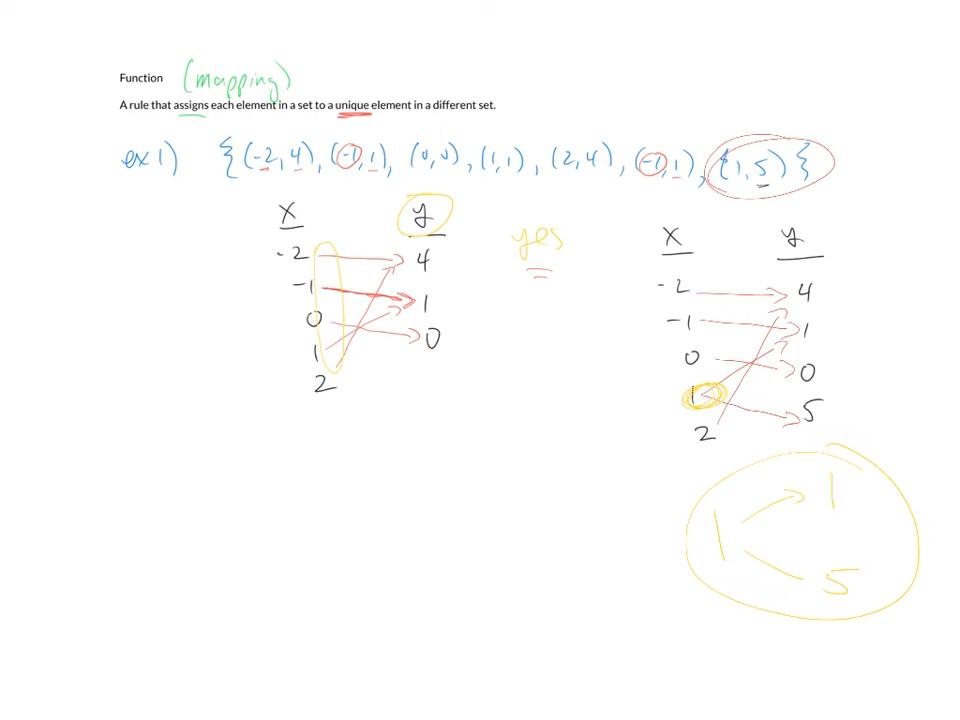 Function (mapping)
A rule that assigns each element in a set to a unique element in a different set.
ex 1) { (-2, 4), (-1, 1), (0, 0), (1, 1), (2, 4), (-1, 1), (1, 5) }
x y
-2 4
-1 1
0 0
1
2
yes
x y
-2 4
-1 1
0 0
1 5
2
1 1
5